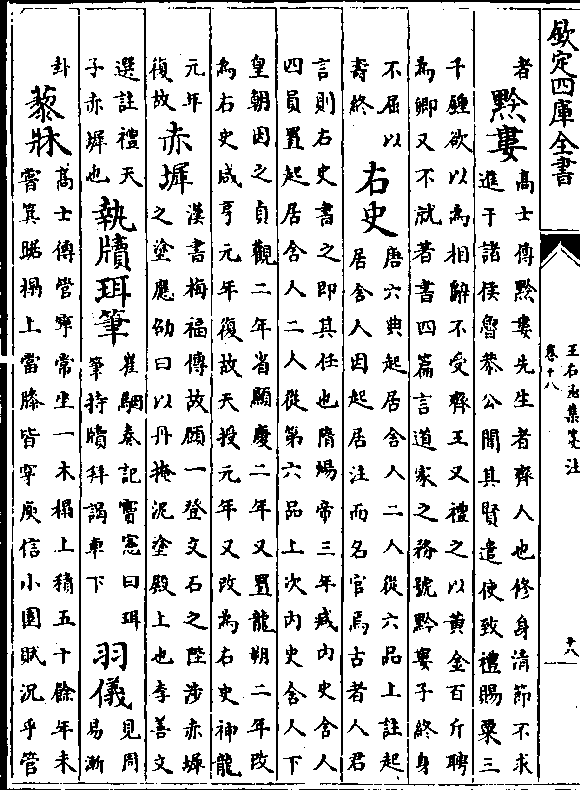 欽定四庫全書
王右丞集箋注
卷十八
十八
者
黔婁
高士傳黔婁先生者齊人也修身清節不求
進于諸侯魯恭公聞其賢遣使致禮賜粟三
千鍾欲以為相辭不受齊王又禮之以黃金百斤聘
為卿又不就著書四篇言道家之務號黔婁子終身
不屈以
壽終
右史
唐六典起居舍人二人從六品上註起
居舍人因起居注而名官焉古者人君
言則右史書之即其任也隋煬帝三年減內史舍人
四員置起居舍人二人從第六品上次內史舍人下
皇朝因之貞觀二年省顯慶二年又置龍朔二年改
為右史咸亨元年復故天授元年又改為右史神龍
元年
復故
赤墀
漢書梅福傳故願一登文石之陛涉赤墀
之塗應劭曰以丹掩泥塗殿上也李善文
選註禮天
子赤墀也
執牘珥筆
崔駰奏記竇憲曰珥
筆持牘拜謁車下
羽儀
見周
易漸
卦
藜牀
高士傳管寧常坐一木榻上積五十餘年未
嘗箕踞榻上當膝皆穿庾信小園賦況乎管